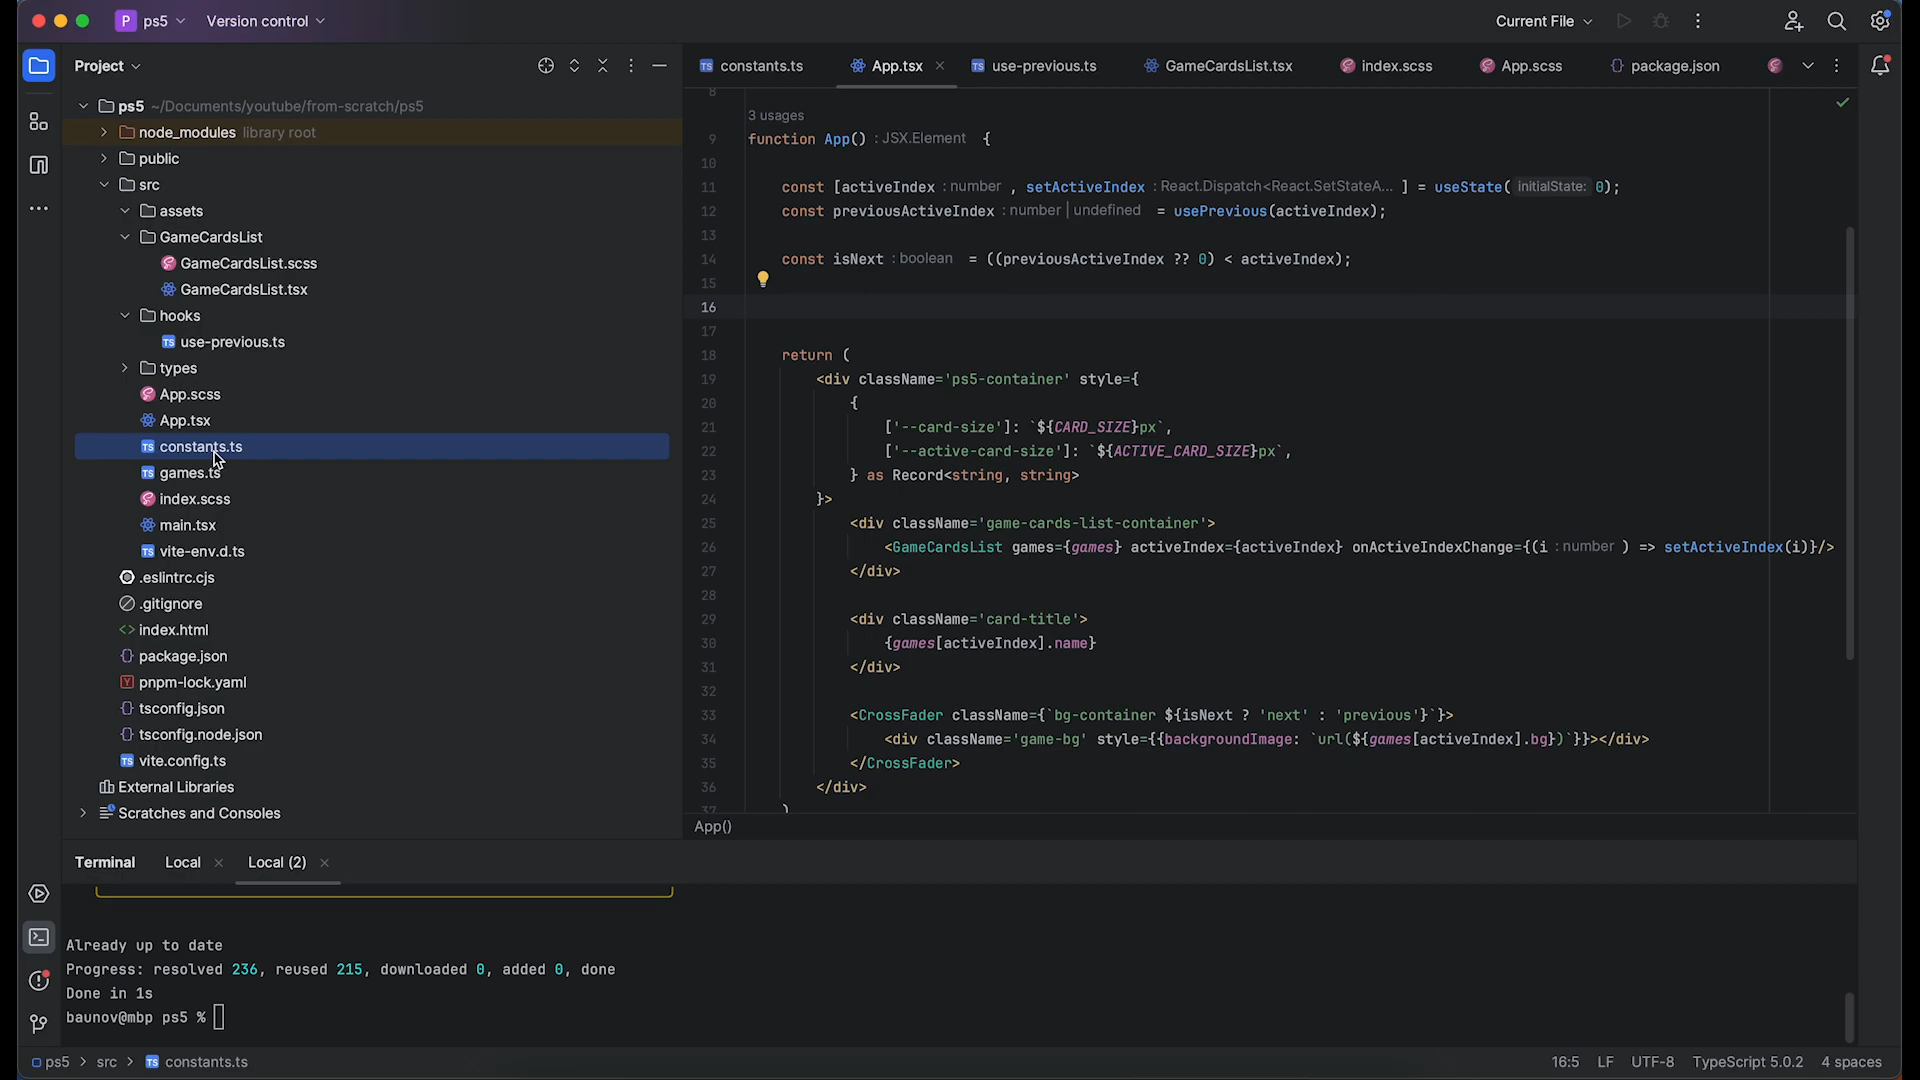 P ps5 Version control Current File
Project
ps5 ~/Documents/youtube/from-scratch/ps5
node_modules library root
public
src
assets
GameCardsList
GameCardsList.scss
GameCardsList.tsx
hooks
TS use-previous.ts
types
App.scss
App.tsx
TS constants.ts
TS games.ts
index.scss
main.tsx
TS vite-env.d.ts
.eslintrc.cjs
.gitignore
<> index.html
{} package.json
Y pnpm-lock.yaml
{} tsconfig.json
{} tsconfig.node.json
TS vite.config.ts
External Libraries
Scratches and Consoles
TS constants.ts App.tsx × TS use-previous.ts GameCardsList.tsx index.scss App.scss {} package.json
8
3 usages
9 function App() : JSX.Element {
10
11 const [activeIndex : number , setActiveIndex : React.Dispatch<React.SetStateA... ] = useState( initialState: 0);
12 const previousActiveIndex : number | undefined = usePrevious(activeIndex);
13
14 const isNext : boolean = ((previousActiveIndex ?? 0) < activeIndex);
15
16
17
18 return (
19 <div className='ps5-container' style={
20 {
21 ['--card-size']: `${CARD_SIZE}px`,
22 ['--active-card-size']: `${ACTIVE_CARD_SIZE}px`,
23 } as Record<string, string>
24 }>
25 <div className='game-cards-list-container'>
26 <GameCardsList games={games} activeIndex={activeIndex} onActiveIndexChange={(i : number ) => setActiveIndex(i)}/>
27 </div>
28
29 <div className='card-title'>
30 {games[activeIndex].name}
31 </div>
32
33 <CrossFader className={`bg-container ${isNext ? 'next' : 'previous'}`}>
34 <div className='game-bg' style={{backgroundImage: `url(${games[activeIndex].bg})`}}></div>
35 </CrossFader>
36 </div>
37 )
App()
Terminal Local × Local (2) ×
Already up to date
Progress: resolved 236, reused 215, downloaded 0, added 0, done
Done in 1s
baunov@mbp ps5 %
ps5 > src > TS constants.ts 16:5 LF UTF-8 TypeScript 5.0.2 4 spaces